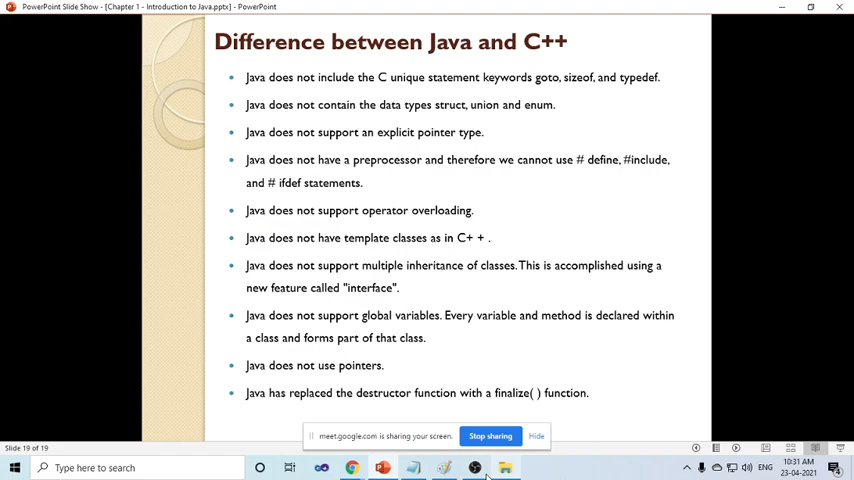 PowerPoint Slide Show - [Chapter 1 - Introduction to Java.pptx] - PowerPoint
Difference between Java and C++
Java does not include the C unique statement keywords goto, sizeof, and typedef.
Java does not contain the data types struct, union and enum.
Java does not support an explicit pointer type.
Java does not have a preprocessor and therefore we cannot use # define, #include,
and # ifdef statements.
Java does not support operator overloading.
Java does not have template classes as in C+ + .
Java does not support multiple inheritance of classes. This is accomplished using a
new feature called "interface".
Java does not support global variables. Every variable and method is declared within
a class and forms part of that class.
Java does not use pointers.
Java has replaced the destructor function with a finalize( ) function.
meet.google.com is sharing your screen. Stop sharing Hide
Slide 19 of 19
Type here to search
ENG
10:31 AM
23-04-2021
4